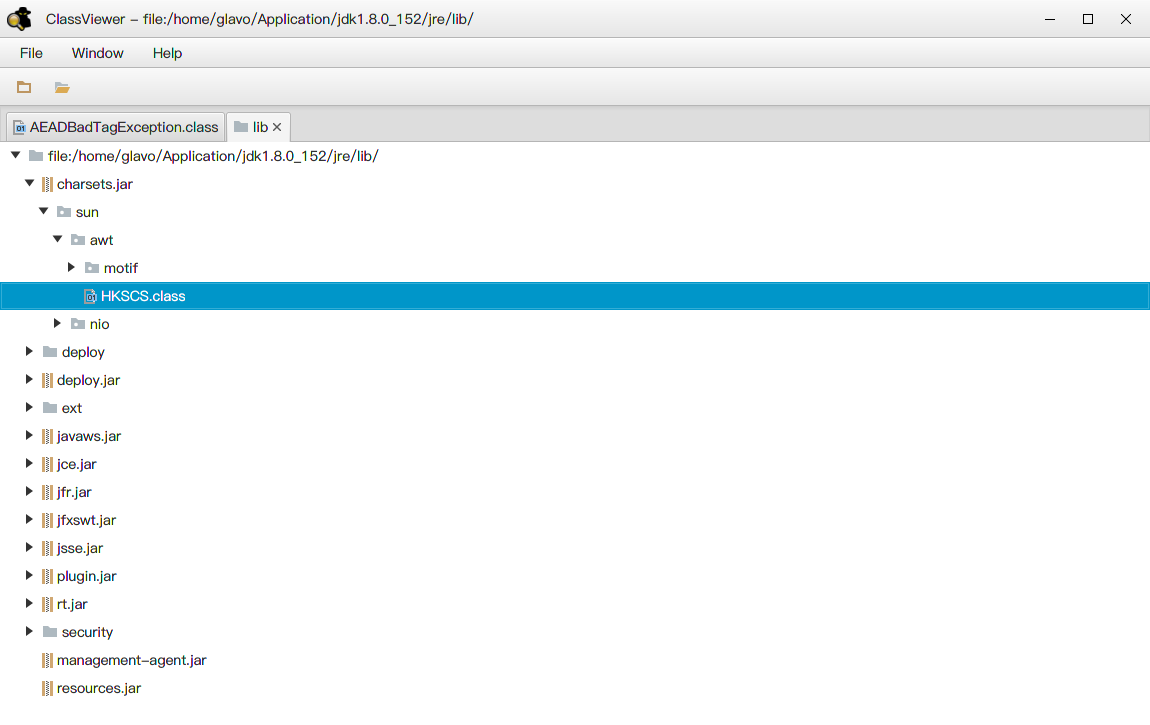 ClassViewer - file:/home/glavo/Application/jdk1.8.0_152/jre/lib/
File Window Help
AEADBadTagException.class lib
file:/home/glavo/Application/jdk1.8.0_152/jre/lib/
charsets.jar
sun
awt
motif
HKSCS.class
nio
deploy
deploy.jar
ext
javaws.jar
jce.jar
jfr.jar
jfxswt.jar
jsse.jar
plugin.jar
rt.jar
security
management-agent.jar
resources.jar